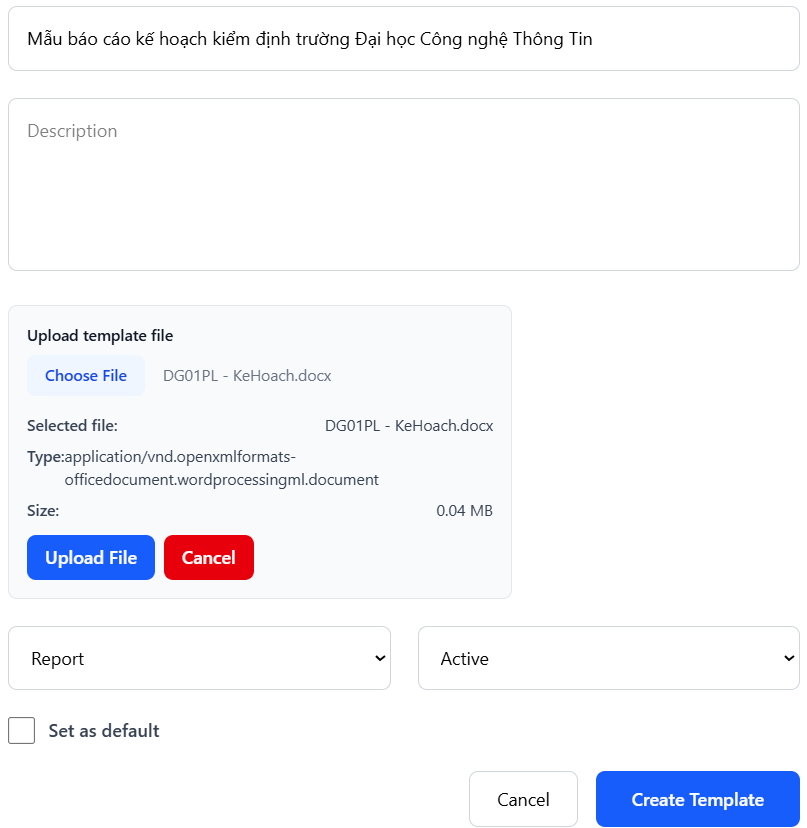 Mẫu báo cáo kế hoạch kiểm định trường Đại học Công nghệ Thông Tin
Description
Upload template file
Choose File DG01PL - KeHoach.docx
Selected file: DG01PL - KeHoach.docx
Type:application/vnd.openxmlformats-
officedocument.wordprocessingml.document
Size: 0.04 MB
Upload File Cancel
Report Active
Set as default
Cancel Create Template